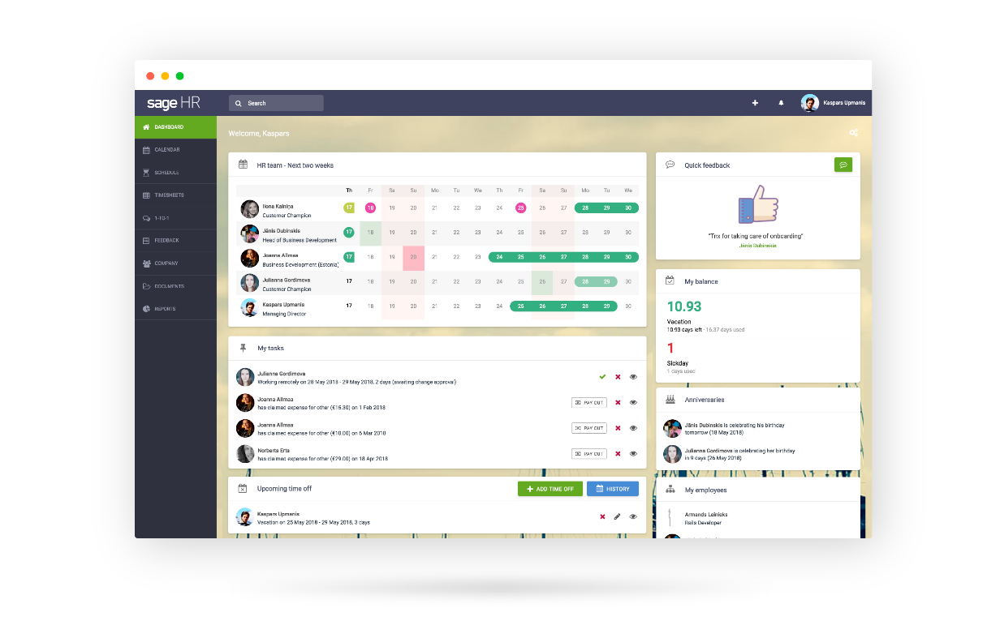 sage HR
Search
Kaspars Upmanis
DASHBOARD
CALENDAR
SCHEDULE
TIMESHEETS
1-TO-1
FEEDBACK
COMPANY
DOCUMENTS
REPORTS
Welcome, Kaspars
HR team - Next two weeks
Th Fr Sa Su Mo Tu We Th Fr Sa Su Mo Tu We
Ilona Kalniņa
Customer Champion
17 18 19 20 21 22 23 24 25 26 27 28 29 30
Jānis Dubinskis
Head of Business Development
17 18 19 20 21 22 23 24 25 26 27 28 29 30
Joanna Allmaa
Business Development (Estonia)
17 18 19 20 21 22 23 24 25 26 27 28 29 30
Julianna Gordimova
Customer Champion
17 18 19 20 21 22 23 24 25 26 27 28 29 30
Kaspars Upmanis
Managing Director
17 18 19 20 21 22 23 24 25 26 27 28 29 30
My tasks
Julianna Gordimova
Working remotely on 28 May 2018 - 29 May 2018, 2 days (awaiting change approval)
Joanna Allmaa
has claimed expense for other (€15.30) on 1 Feb 2018
PAY OUT
Joanna Allmaa
has claimed expense for other (€10.00) on 6 Mar 2018
PAY OUT
Norberts Erts
has claimed expense for other (€29.00) on 18 Apr 2018
PAY OUT
Upcoming time off
ADD TIME OFF
HISTORY
Kaspars Upmanis
Vacation on 25 May 2018 - 29 May 2018, 3 days
Quick feedback
"Tnx for taking care of onboarding"
Jānis Dubinskis
My balance
10.93
Vacation
10.93 days left - 16.37 days used
1
Sickday
1 days used
Anniversaries
Jānis Dubinskis is celebrating his birthday
tomorrow (18 May 2018)
Julianna Gordimova is celebrating her birthday
in 9 days (26 May 2018)
My employees
Armands Leinieks
Rails Developer